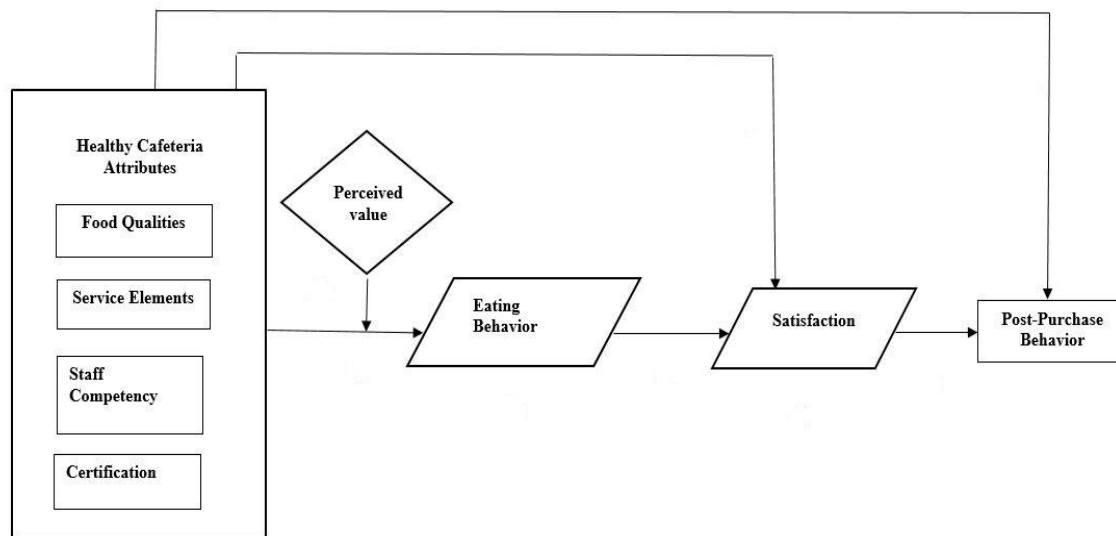 Healthy Cafeteria
Attributes
Food Qualities
Service Elements
Staff
Competency
Certification
Perceived
value
Eating
Behavior
Satisfaction
Post-Purchase
Behavior